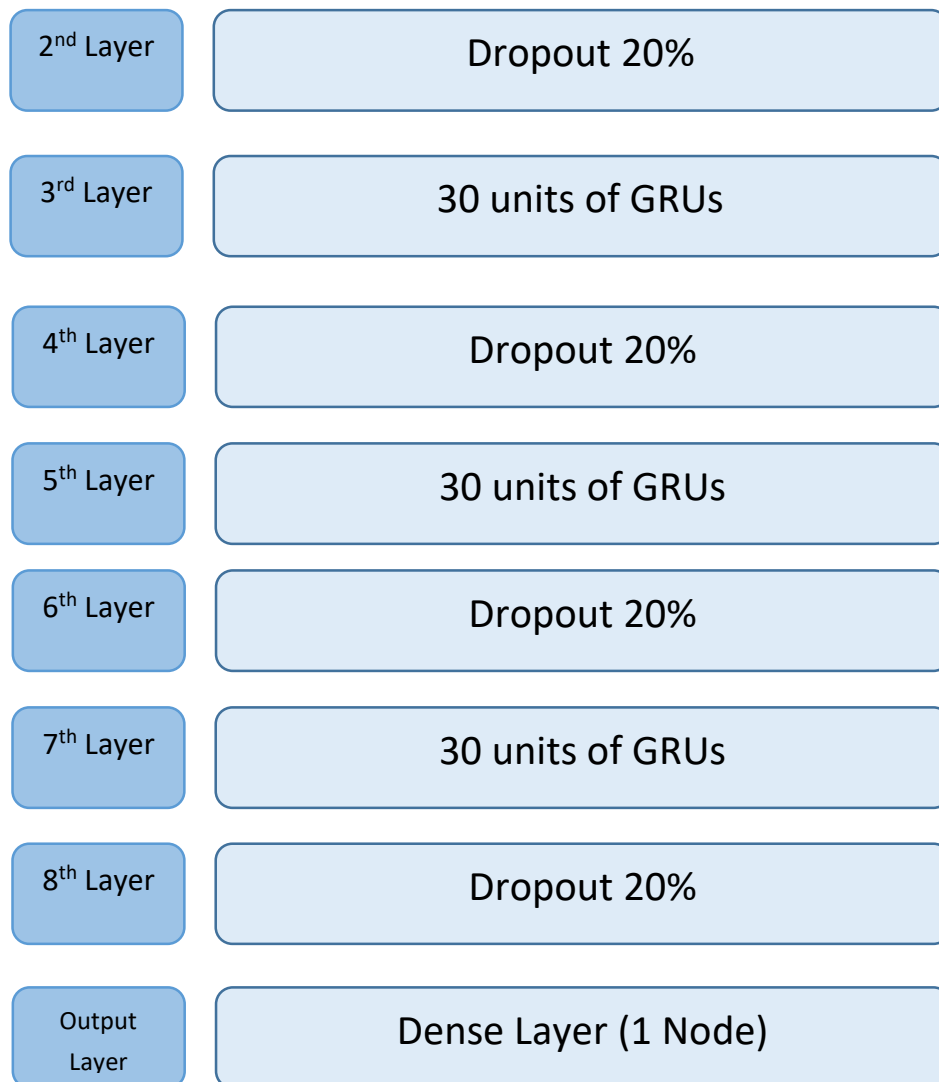 2nd Layer
Dropout 20%
3rd Layer
30 units of GRUs
4th Layer
Dropout 20%
5th Layer
30 units of GRUs
6th Layer
Dropout 20%
7th Layer
30 units of GRUs
8th Layer
Dropout 20%
Output
Layer
Dense Layer (1 Node)